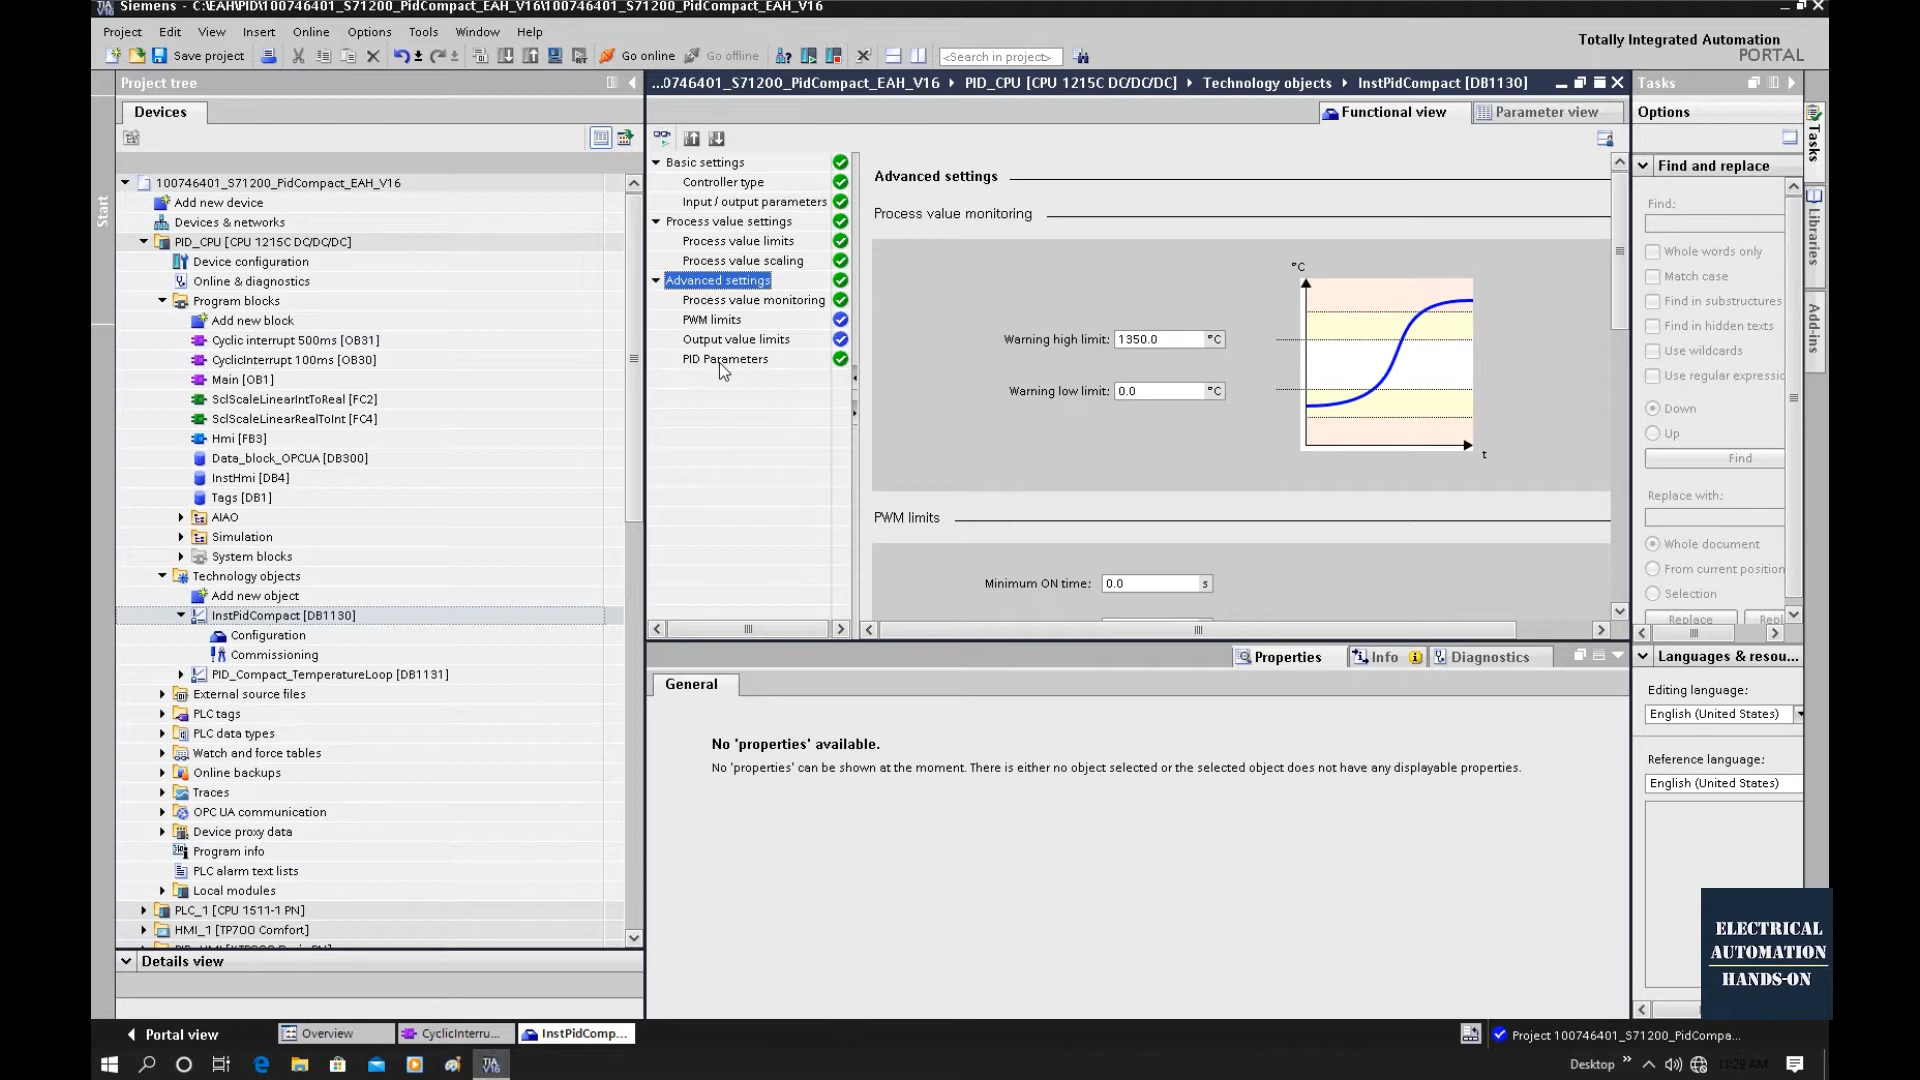 Siemens - C:\EAH\PID\100746401_S71200_PidCompact_EAH_V16\100746401_S71200_PidCompact_EAH_V16
Project Edit View Insert Online Options Tools Window Help
Totally Integrated Automation
PORTAL
Save project
Go online
Go offline
<Search in project>
Project tree
...0746401_S71200_PidCompact_EAH_V16 PID_CPU [CPU 1215C DC/DC/DC] Technology objects InstPidCompact [DB1130]
Tasks
Devices
Functional view
Parameter view
Options
Start
100746401_S71200_PidCompact_EAH_V16
Add new device
Devices & networks
PID_CPU [CPU 1215C DC/DC/DC]
Device configuration
Online & diagnostics
Program blocks
Add new block
Cyclic interrupt 500ms [OB31]
CyclicInterrupt 100ms [OB30]
Main [OB1]
SclScaleLinearIntToReal [FC2]
SclScaleLinearRealToInt [FC4]
Hmi [FB3]
Data_block_OPCUA [DB300]
InstHmi [DB4]
Tags [DB1]
AIAO
Simulation
System blocks
Technology objects
Add new object
InstPidCompact [DB1130]
Configuration
Commissioning
PID_Compact_TemperatureLoop [DB1131]
External source files
PLC tags
PLC data types
Watch and force tables
Online backups
Traces
OPC UA communication
Device proxy data
Program info
PLC alarm text lists
Local modules
PLC_1 [CPU 1511-1 PN]
HMI_1 [TP700 Comfort]
Details view
Basic settings
Controller type
Input / output parameters
Process value settings
Process value limits
Process value scaling
Advanced settings
Process value monitoring
PWM limits
Output value limits
PID Parameters
Advanced settings
Process value monitoring
°C
Warning high limit: 1350.0 °C
Warning low limit: 0.0 °C
t
PWM limits
Minimum ON time: 0.0 s
Properties
Info
Diagnostics
General
No 'properties' available.
No 'properties' can be shown at the moment. There is either no object selected or the selected object does not have any displayable properties.
Find and replace
Find:
Whole words only
Match case
Find in substructures
Find in hidden texts
Use wildcards
Use regular expressic
Down
Up
Find
Replace with:
Whole document
From current position
Selection
Replace
Languages & resou...
Editing language:
English (United States)
Reference language:
English (United States)
Tasks
Libraries
Add-ins
ELECTRICAL
AUTOMATION
HANDS-ON
Portal view
Overview
CyclicInterru...
InstPidComp...
Project 100746401_S71200_PidCompa...
TIA
V16
Desktop